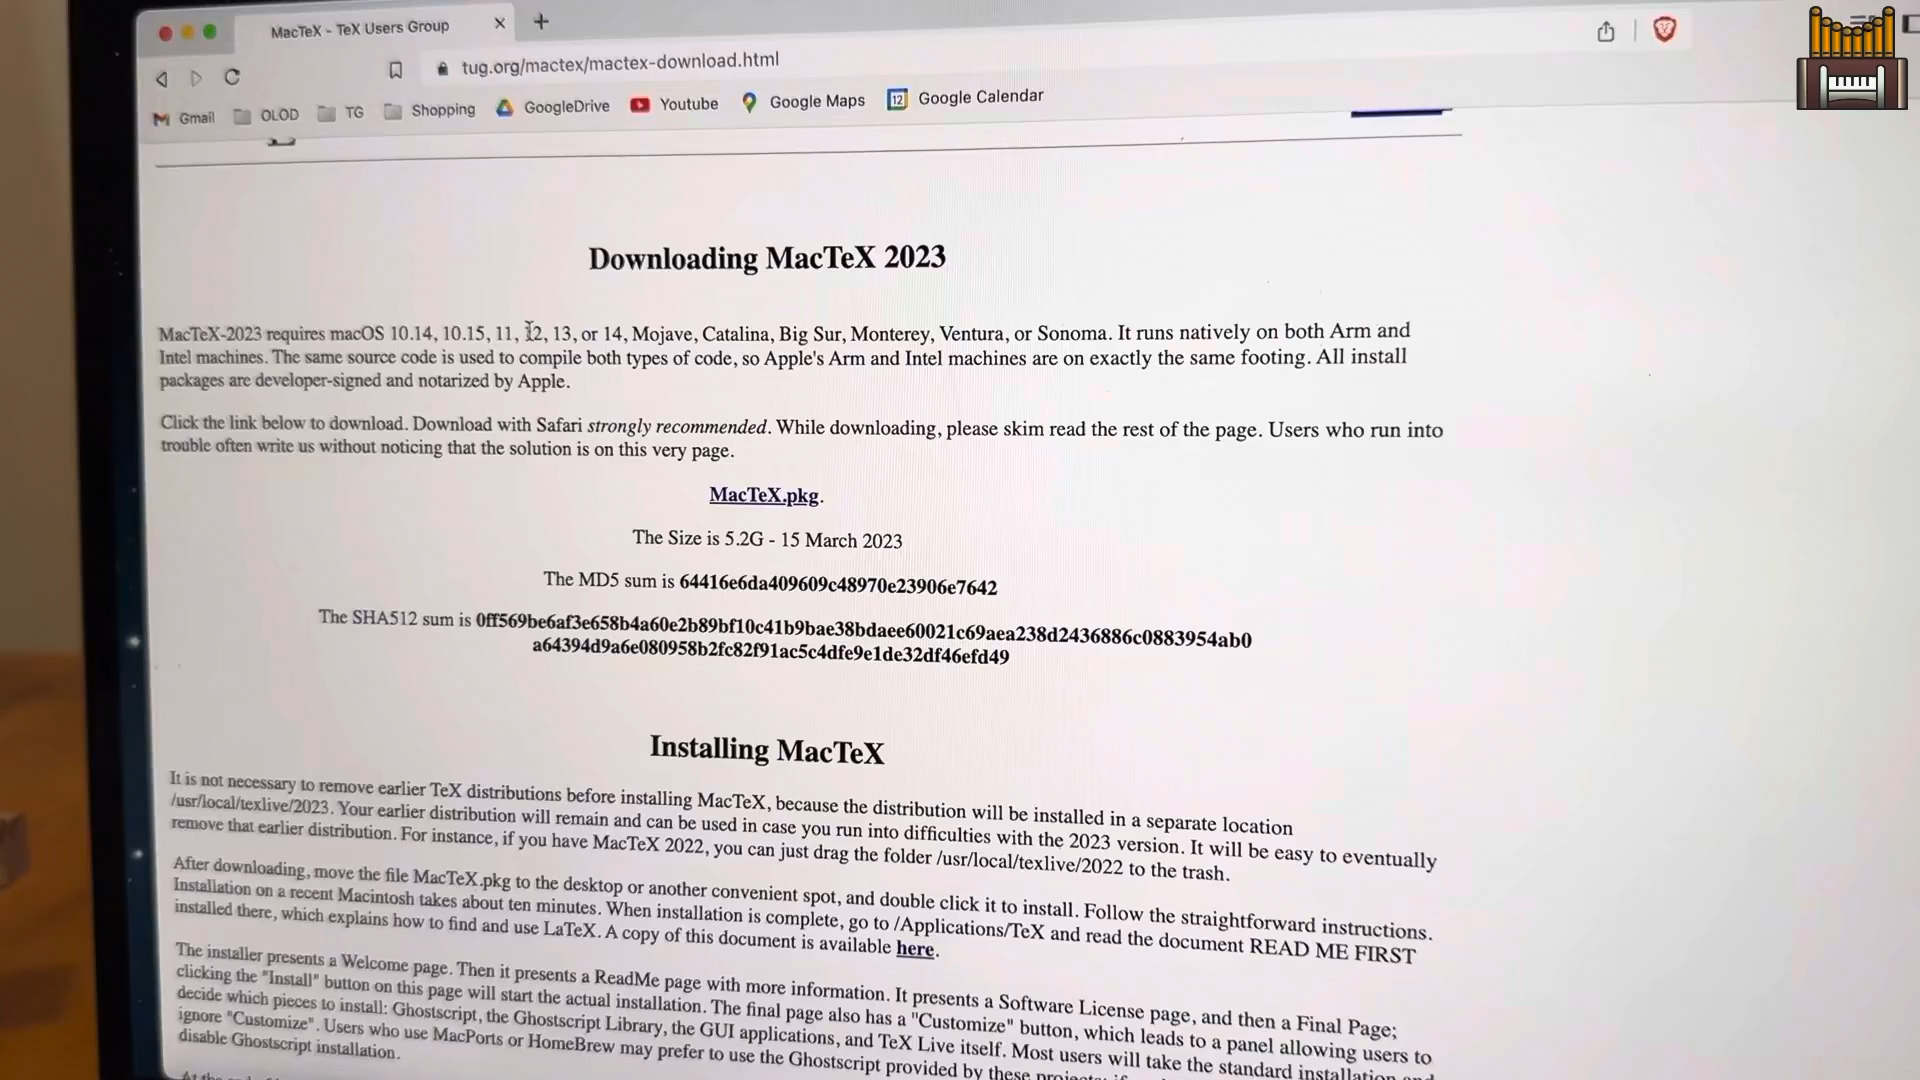 MacTeX - TeX Users Group
tug.org/mactex/mactex-download.html
Gmail OLOD TG Shopping GoogleDrive Youtube Google Maps 12 Google Calendar
Downloading MacTeX 2023
MacTeX-2023 requires macOS 10.14, 10.15, 11, 12, 13, or 14, Mojave, Catalina, Big Sur, Monterey, Ventura, or Sonoma. It runs natively on both Arm and
Intel machines. The same source code is used to compile both types of code, so Apple's Arm and Intel machines are on exactly the same footing. All install
packages are developer-signed and notarized by Apple.
Click the link below to download. Download with Safari strongly recommended. While downloading, please skim read the rest of the page. Users who run into
trouble often write us without noticing that the solution is on this very page.
MacTeX.pkg.
The Size is 5.2G - 15 March 2023
The MD5 sum is 64416e6da409609c48970e23906e7642
The SHA512 sum is 0ff569be6af3e658b4a60e2b89bf10c41b9bae38bdaee60021c69aea238d2436886c0883954ab0
a64394d9a6e080958b2fc82f91ac5c4dfe9e1de32df46efd49
Installing MacTeX
It is not necessary to remove earlier TeX distributions before installing MacTeX, because the distribution will be installed in a separate location
/usr/local/texlive/2023. Your earlier distribution will remain and can be used in case you run into difficulties with the 2023 version. It will be easy to eventually
remove that earlier distribution. For instance, if you have MacTeX 2022, you can just drag the folder /usr/local/texlive/2022 to the trash.
After downloading, move the file MacTeX.pkg to the desktop or another convenient spot, and double click it to install. Follow the straightforward instructions.
Installation on a recent Macintosh takes about ten minutes. When installation is complete, go to /Applications/TeX and read the document READ ME FIRST
installed there, which explains how to find and use LaTeX. A copy of this document is available here.
The installer presents a Welcome page. Then it presents a ReadMe page with more information. It presents a Software License page, and then a Final Page;
clicking the "Install" button on this page will start the actual installation. The final page also has a "Customize" button, which leads to a panel allowing users to
decide which pieces to install: Ghostscript, the Ghostscript Library, the GUI applications, and TeX Live itself. Most users will take the standard installation and
ignore "Customize". Users who use MacPorts or HomeBrew may prefer to use the Ghostscript provided by these
disable Ghostscript installation.